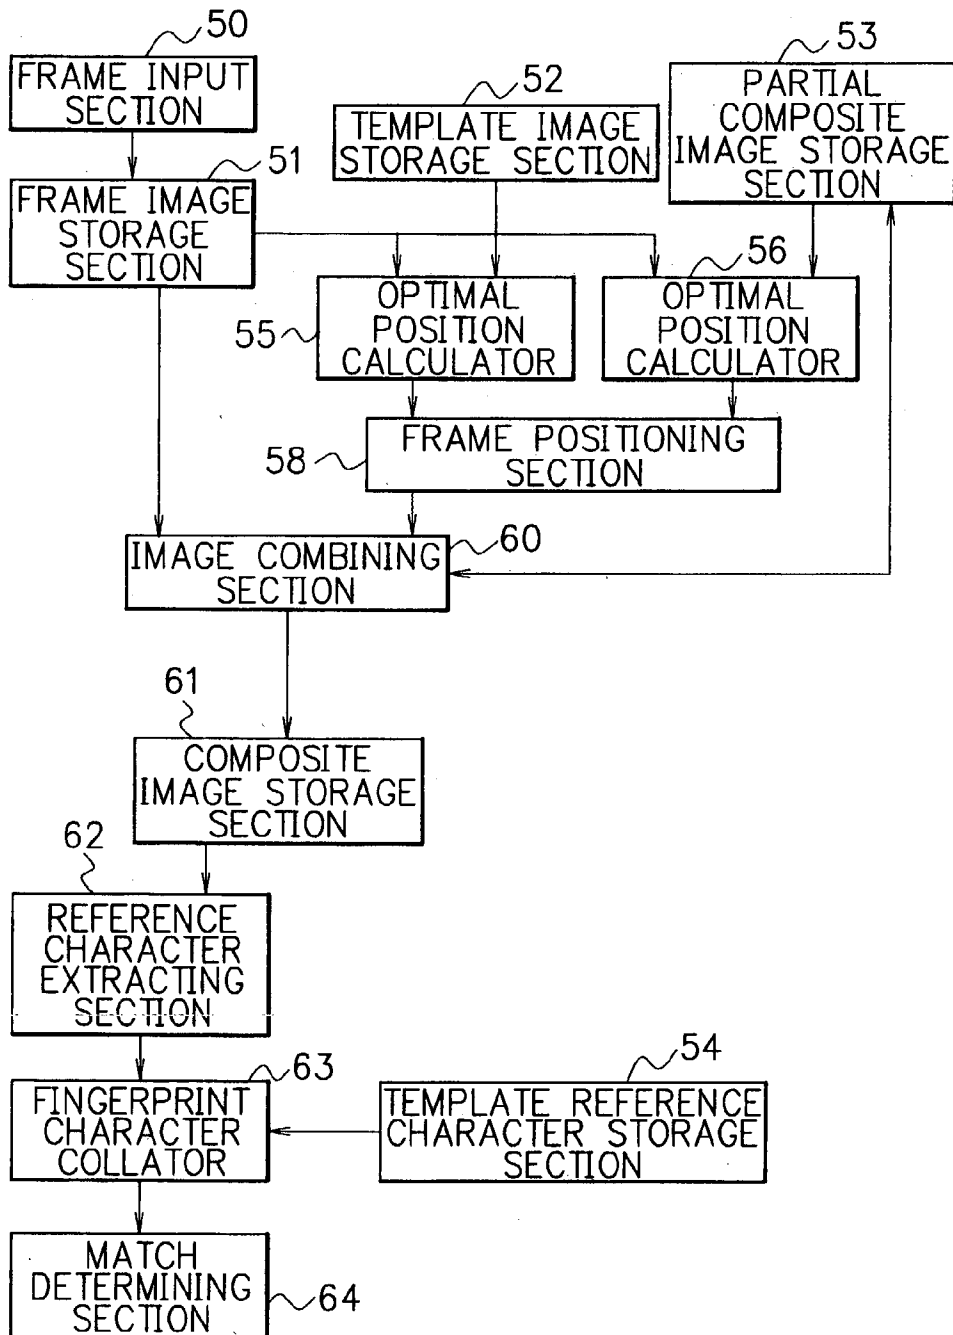 50
FRAME INPUT
SECTION
51
FRAME IMAGE
STORAGE
SECTION
52
TEMPLATE IMAGE
STORAGE SECTION
53
PARTIAL
COMPOSITE
IMAGE STORAGE
SECTION
55
OPTIMAL
POSITION
CALCULATOR
56
OPTIMAL
POSITION
CALCULATOR
58
FRAME POSITIONING
SECTION
60
IMAGE COMBINING
SECTION
61
COMPOSITE
IMAGE STORAGE
SECTION
62
REFERENCE
CHARACTER
EXTRACTING
SECTION
63
FINGERPRINT
CHARACTER
COLLATOR
54
TEMPLATE REFERENCE
CHARACTER STORAGE
SECTION
MATCH
DETERMINING
SECTION
64